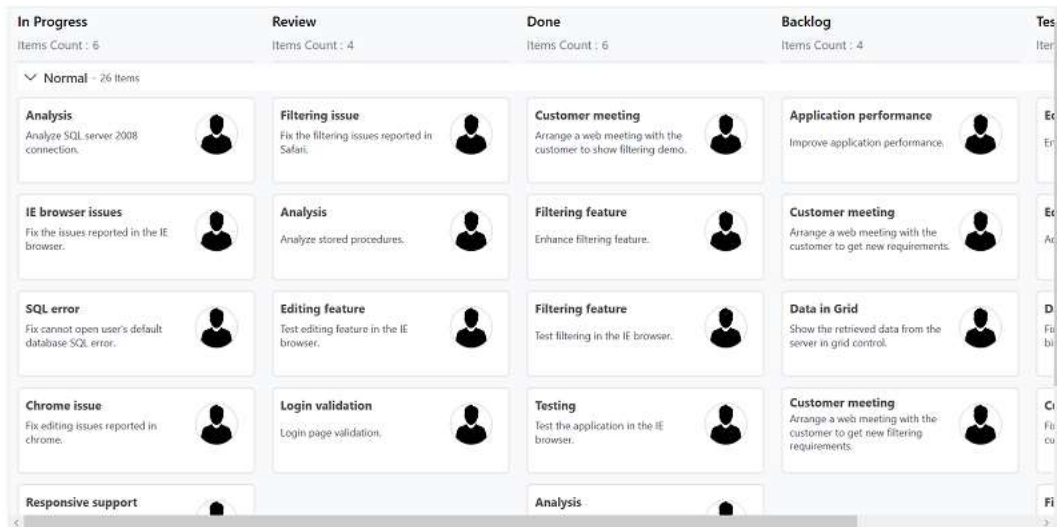 In Progress
Items Count : 6
Review
Items Count : 4
Done
Items Count : 6
Backlog
Items Count : 4
Normal - 26 Items
Analysis
Analyze SQL server 2008
connection.
Filtering issue
Fix the filtering issues reported in
Safari.
Customer meeting
Arrange a web meeting with the
customer to show filtering demo.
Application performance
Improve application performance.
IE browser issues
Fix the issues reported in the IE
browser.
Analysis
Analyze stored procedures.
Filtering feature
Enhance filtering feature.
Customer meeting
Arrange a web meeting with the
customer to get new requirements.
SQL error
Fix cannot open user's default
database SQL error.
Editing feature
Test editing feature in the IE
browser.
Filtering feature
Test filtering in the IE browser.
Data in Grid
Show the retrieved data from the
server in grid control.
Chrome issue
Fix editing issues reported in
chrome.
Login validation
Login page validation.
Testing
Test the application in the IE
browser.
Customer meeting
Arrange a web meeting with the
customer to get new filtering
requirements.
Responsive support
Analysis